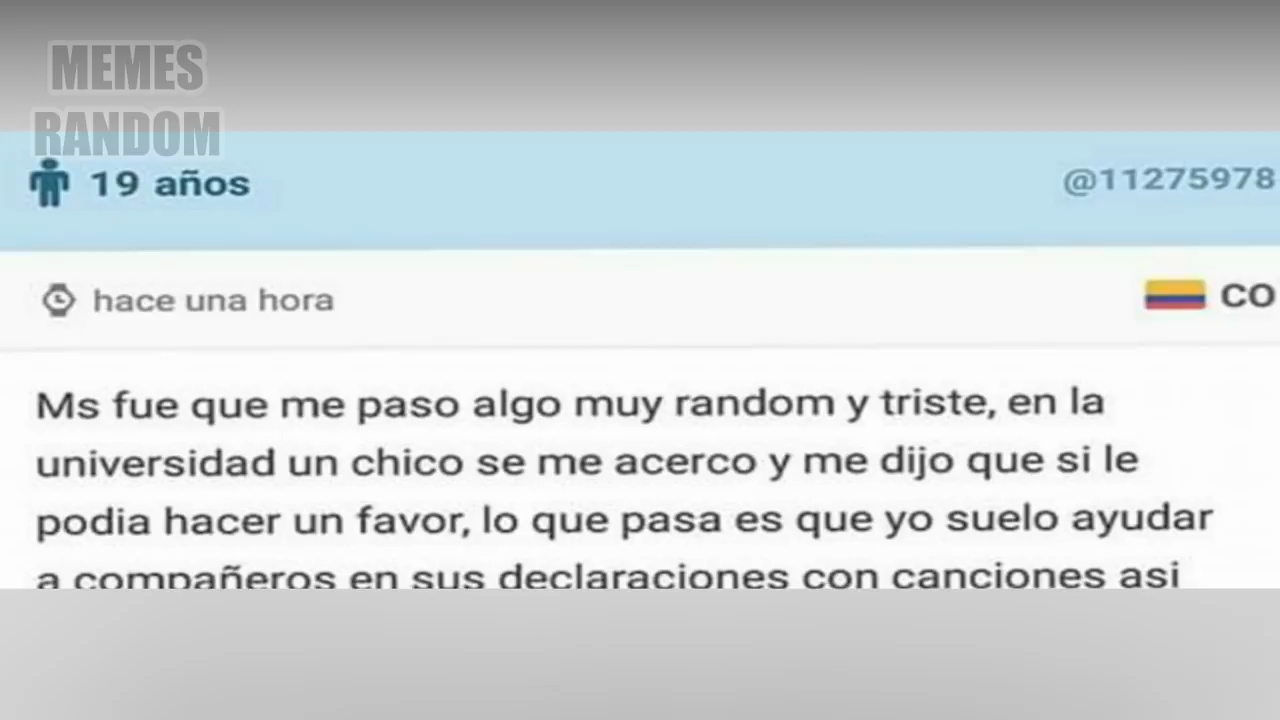 MEMES
RANDOM
19 años
@11275978
hace una hora
CO
Ms fue que me paso algo muy random y triste, en la
universidad un chico se me acerco y me dijo que si le
podia hacer un favor, lo que pasa es que yo suelo ayudar
a compañeros en sus declaraciones con canciones asi